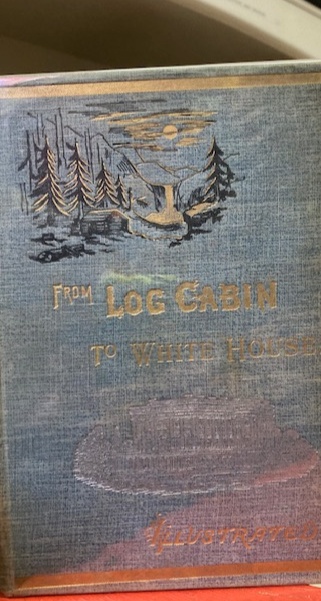 FROM LOG CABIN
TO WHITE HOUSE
ILLUSTRATED